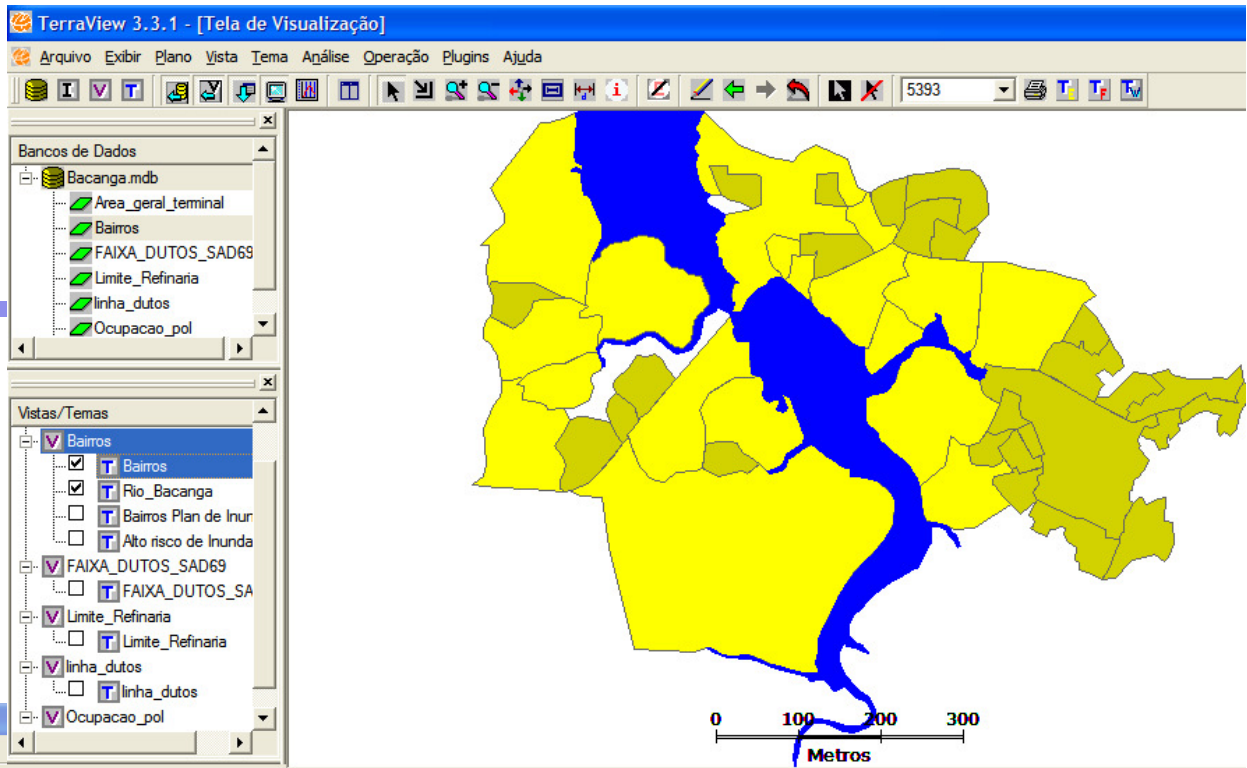 TerraView 3.3.1 - [Tela de Visualização]
Arquivo Exibir Plano Vista Tema Análise Operação Plugins Ajuda
I V T 5393
Bancos de Dados
Bacanga.mdb
Area_geral_terminal
Bairros
FAIXA_DUTOS_SAD69
Limite_Refinaria
linha_dutos
Ocupacao_pol
Vistas/Temas
V Bairros
T Bairros
T Rio_Bacanga
T Bairros Plan de Inun
T Alto risco de Inunda
V FAIXA_DUTOS_SAD69
T FAIXA_DUTOS_SA
V Limite_Refinaria
T Limite_Refinaria
V linha_dutos
T linha_dutos
V Ocupacao_pol
0 100 200 300
Metros